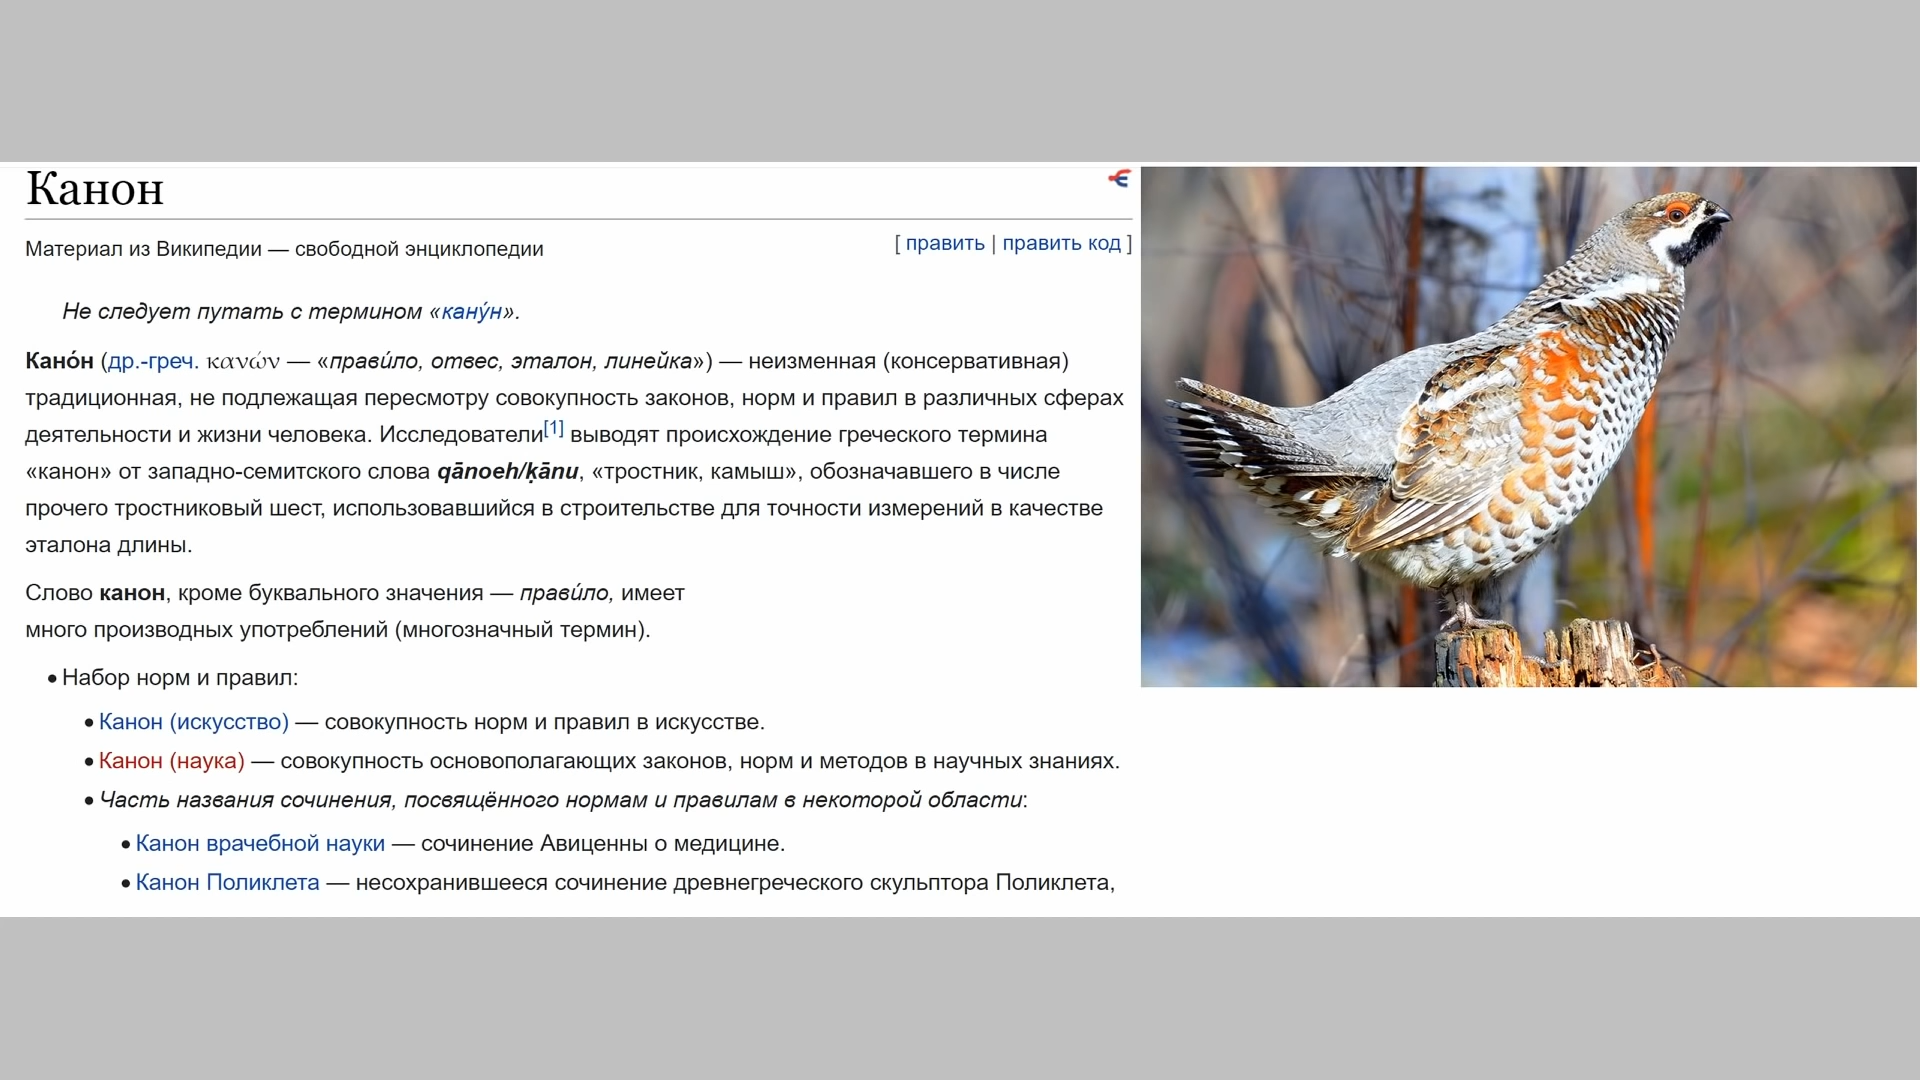 Канон
Материал из Википедии — свободной энциклопедии
[ править | править код ]
Не следует путать с термином «кану́н».
Кано́н (др.-греч. κανών — «прави́ло, отвес, эталон, линейка») — неизменная (консервативная)
традиционная, не подлежащая пересмотру совокупность законов, норм и правил в различных сферах
деятельности и жизни человека. Исследователи[1] выводят происхождение греческого термина
«канон» от западно-семитского слова qānoeh/ḳānu, «тростник, камыш», обозначавшего в числе
прочего тростниковый шест, использовавшийся в строительстве для точности измерений в качестве
эталона длины.
Слово канон, кроме буквального значения — прави́ло, имеет
много производных употреблений (многозначный термин).
• Набор норм и правил:
• Канон (искусство) — совокупность норм и правил в искусстве.
• Канон (наука) — совокупность основополагающих законов, норм и методов в научных знаниях.
• Часть названия сочинения, посвящённого нормам и правилам в некоторой области:
• Канон врачебной науки — сочинение Авиценны о медицине.
• Канон Поликлета — несохранившееся сочинение древнегреческого скульптора Поликлета,